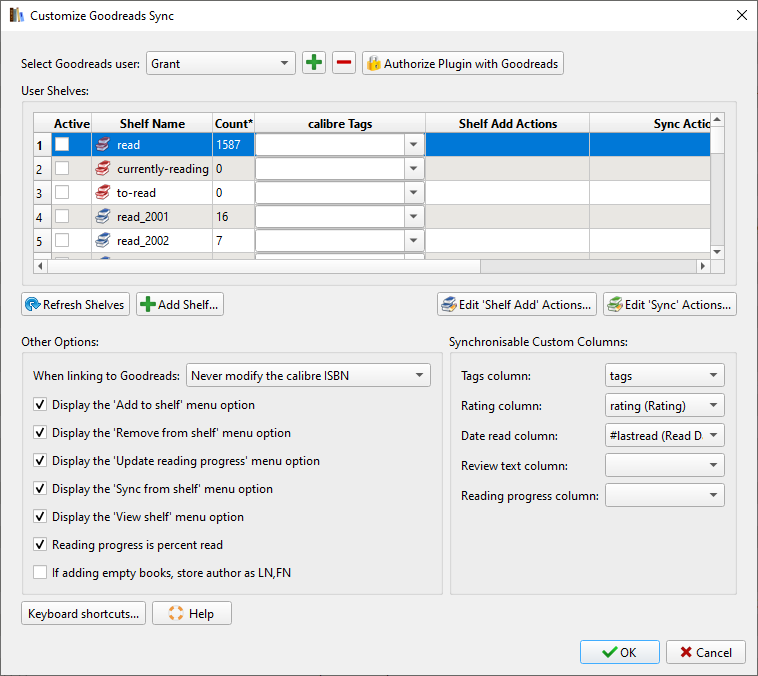 Customize Goodreads Sync
Select Goodreads user: Grant Authorize Plugin with Goodreads
User Shelves:
Active Shelf Name Count* calibre Tags Shelf Add Actions Sync Actio
1 read 1587
2 currently-reading 0
3 to-read 0
4 read_2001 16
5 read_2002 7
Refresh Shelves Add Shelf... Edit 'Shelf Add' Actions... Edit 'Sync' Actions...
Other Options: Synchronisable Custom Columns:
When linking to Goodreads: Never modify the calibre ISBN Tags column: tags
Display the 'Add to shelf' menu option Rating column: rating (Rating)
Display the 'Remove from shelf' menu option Date read column: #lastread (Read D
Display the 'Update reading progress' menu option Review text column:
Display the 'Sync from shelf' menu option Reading progress column:
Display the 'View shelf' menu option
Reading progress is percent read
If adding empty books, store author as LN,FN
Keyboard shortcuts... Help
OK Cancel